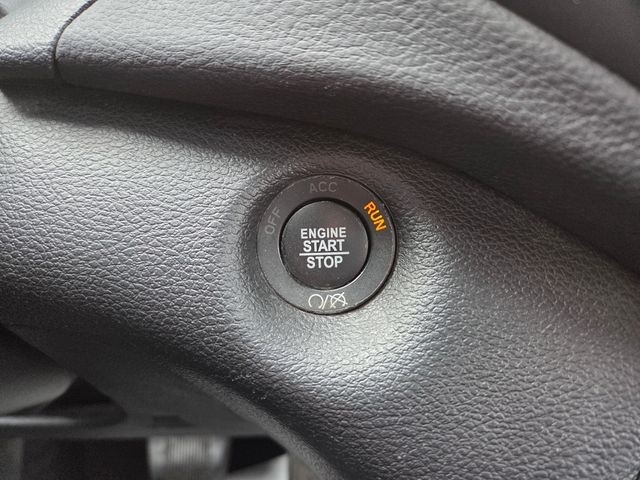 ACC
OFF
RUN
ENGINE
START
STOP